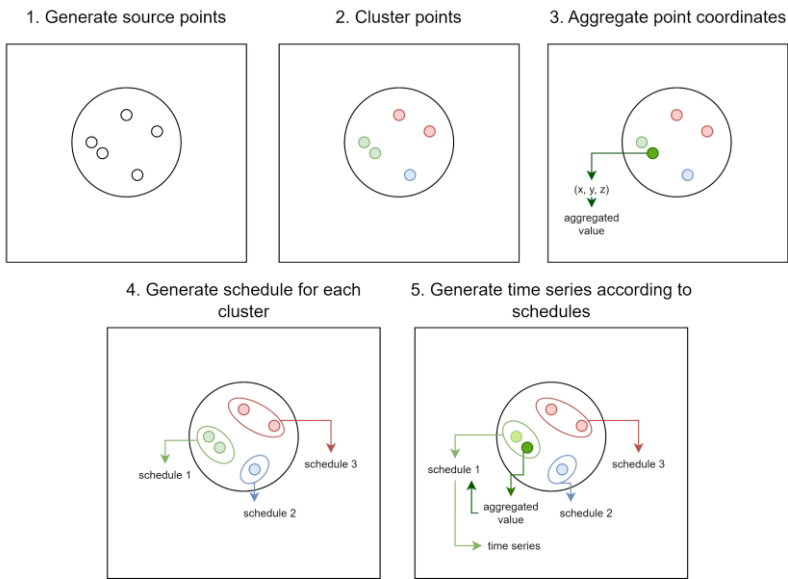 1. Generate source points
2. Cluster points
3. Aggregate point coordinates
(x, y, z)
aggregated
value
4. Generate schedule for each
cluster
schedule 1
schedule 2
schedule 3
5. Generate time series according to
schedules
schedule 1
schedule 3
aggregated
value
schedule 2
time series